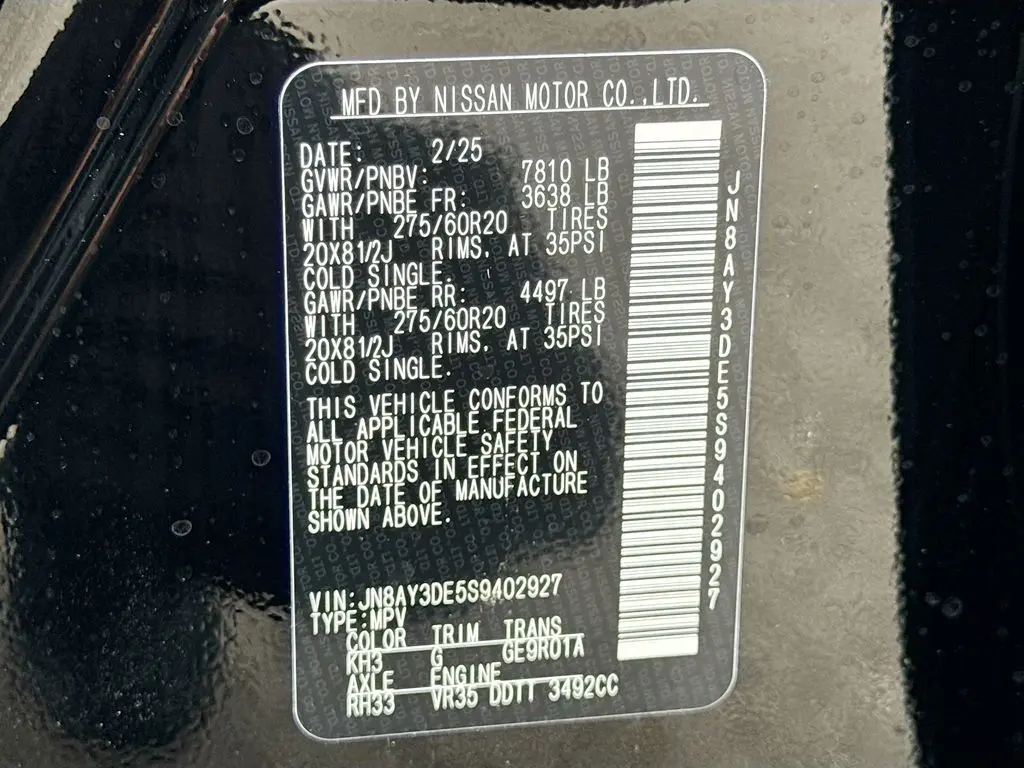 MFD BY NISSAN MOTOR CO.,LTD.
DATE: 2/25
GVWR/PNBV: 7810 LB
GAWR/PNBE FR: 3638 LB
WITH 275/60R20 TIRES
20X81/2J RIMS. AT 35PSI
COLD SINGLE.
GAWR/PNBE RR: 4497 LB
WITH 275/60R20 TIRES
20X81/2J RIMS. AT 35PSI
COLD SINGLE.
THIS VEHICLE CONFORMS TO
ALL APPLICABLE FEDERAL
MOTOR VEHICLE SAFETY
STANDARDS IN EFFECT ON
THE DATE OF MANUFACTURE
SHOWN ABOVE.
VIN:JN8AY3DE5S9402927
TYPE:MPV
COLOR TRIM TRANS
KH3 G GE9R01A
AXLE ENGINE
RH33 VR35 DDTT 3492CC
JN8AY3DE5S9402927